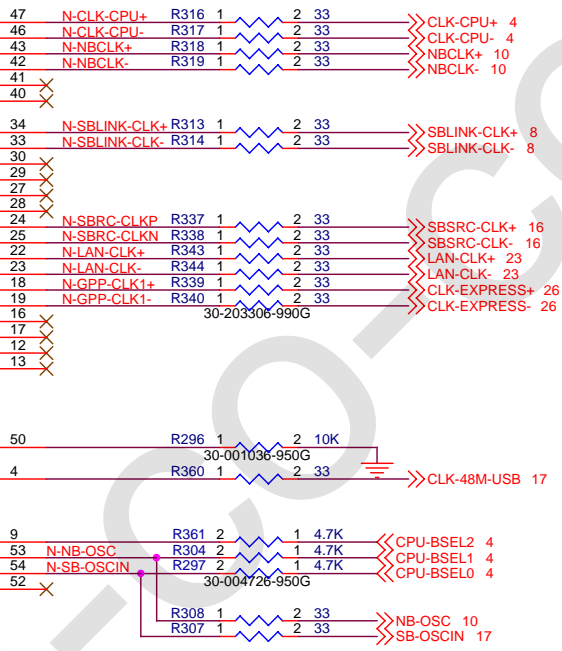 47 N-CLK-CPU+ R316 1 2 33 CLK-CPU+ 4
46 N-CLK-CPU- R317 1 2 33 CLK-CPU- 4
43 N-NBCLK+ R318 1 2 33 NBCLK+ 10
42 N-NBCLK- R319 1 2 33 NBCLK- 10
41
40
34 N-SBLINK-CLK+ R313 1 2 33 SBLINK-CLK+ 8
33 N-SBLINK-CLK- R314 1 2 33 SBLINK-CLK- 8
30
29
27
28
24 N-SBRC-CLKP R337 1 2 33 SBSRC-CLK+ 16
25 N-SBRC-CLKN R338 1 2 33 SBSRC-CLK- 16
22 N-LAN-CLK+ R343 1 2 33 LAN-CLK+ 23
23 N-LAN-CLK- R344 1 2 33 LAN-CLK- 23
18 N-GPP-CLK1+ R339 1 2 33 CLK-EXPRESS+ 26
19 N-GPP-CLK1- R340 1 2 33 CLK-EXPRESS- 26
30-203306-990G
16
17
12
13
50 R296 1 2 10K
30-001036-950G
4 R360 1 2 33 CLK-48M-USB 17
9 R361 2 1 4.7K CPU-BSEL2 4
53 N-NB-OSC R304 2 1 4.7K CPU-BSEL1 4
54 N-SB-OSCIN R297 2 1 4.7K CPU-BSEL0 4
30-004726-950G
52
R308 1 2 33 NB-OSC 10
R307 1 2 33 SB-OSCIN 17